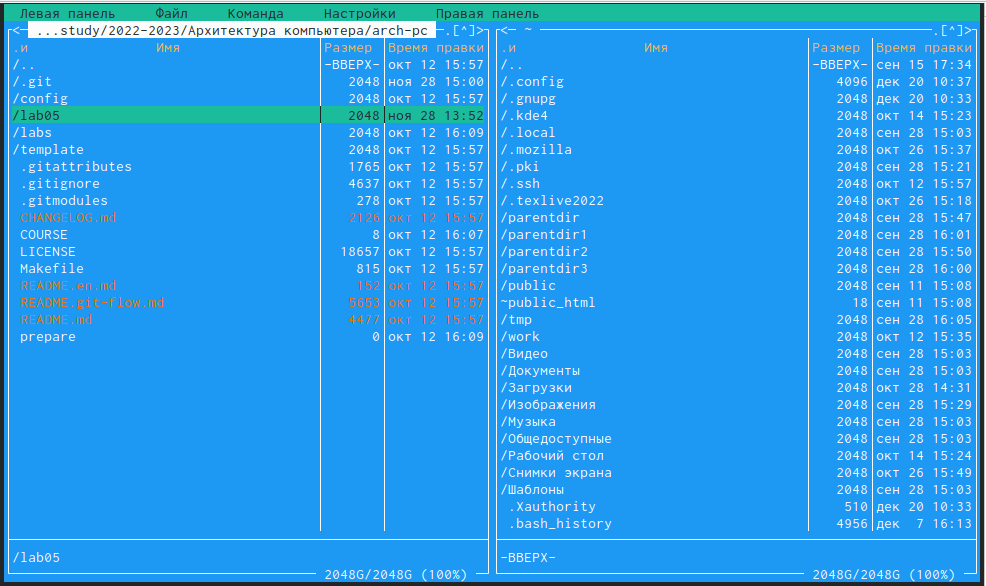 Левая панель Файл Команда Настройки Правая панель
<─ ...study/2022-2023/Архитектура компьютера/arch-pc ─.[^]>
.и Имя Размер Время правки
/.. -ВВЕРХ- окт 12 15:57
/.git 2048 ноя 28 15:00
/config 2048 окт 12 15:57
/lab05 2048 ноя 28 13:52
/labs 2048 окт 12 16:09
/template 2048 окт 12 15:57
.gitattributes 1765 окт 12 15:57
.gitignore 4637 окт 12 15:57
.gitmodules 278 окт 12 15:57
CHANGELOG.md 2126 окт 12 15:57
COURSE 8 окт 12 16:07
LICENSE 18657 окт 12 15:57
Makefile 815 окт 12 15:57
README.en.md 152 окт 12 15:57
README.git-flow.md 5653 окт 12 15:57
README.md 4477 окт 12 15:57
prepare 0 окт 12 16:09
/lab05
2048G/2048G (100%)
<─ ~ ─.[^]>
.и Имя Размер Время правки
/.. -ВВЕРХ- сен 15 17:34
/.config 4096 дек 20 10:37
/.gnupg 2048 дек 20 10:33
/.kde4 2048 окт 14 15:23
/.local 2048 сен 28 15:03
/.mozilla 2048 окт 26 15:37
/.pki 2048 сен 28 15:21
/.ssh 2048 окт 12 15:57
/.texlive2022 2048 окт 26 15:18
/parentdir 2048 сен 28 15:47
/parentdir1 2048 сен 28 16:01
/parentdir2 2048 сен 28 15:50
/parentdir3 2048 сен 28 16:00
/public 2048 сен 11 15:08
~public_html 18 сен 11 15:08
/tmp 2048 сен 28 16:05
/work 2048 окт 12 15:35
/Видео 2048 сен 28 15:03
/Документы 2048 сен 28 15:03
/Загрузки 2048 окт 28 14:31
/Изображения 2048 сен 28 15:29
/Музыка 2048 сен 28 15:03
/Общедоступные 2048 сен 28 15:03
/Рабочий стол 2048 окт 14 15:24
/Снимки экрана 2048 окт 26 15:49
/Шаблоны 2048 сен 28 15:03
.Xauthority 510 дек 20 10:33
.bash_history 4956 дек 7 16:13
-ВВЕРХ-
2048G/2048G (100%)